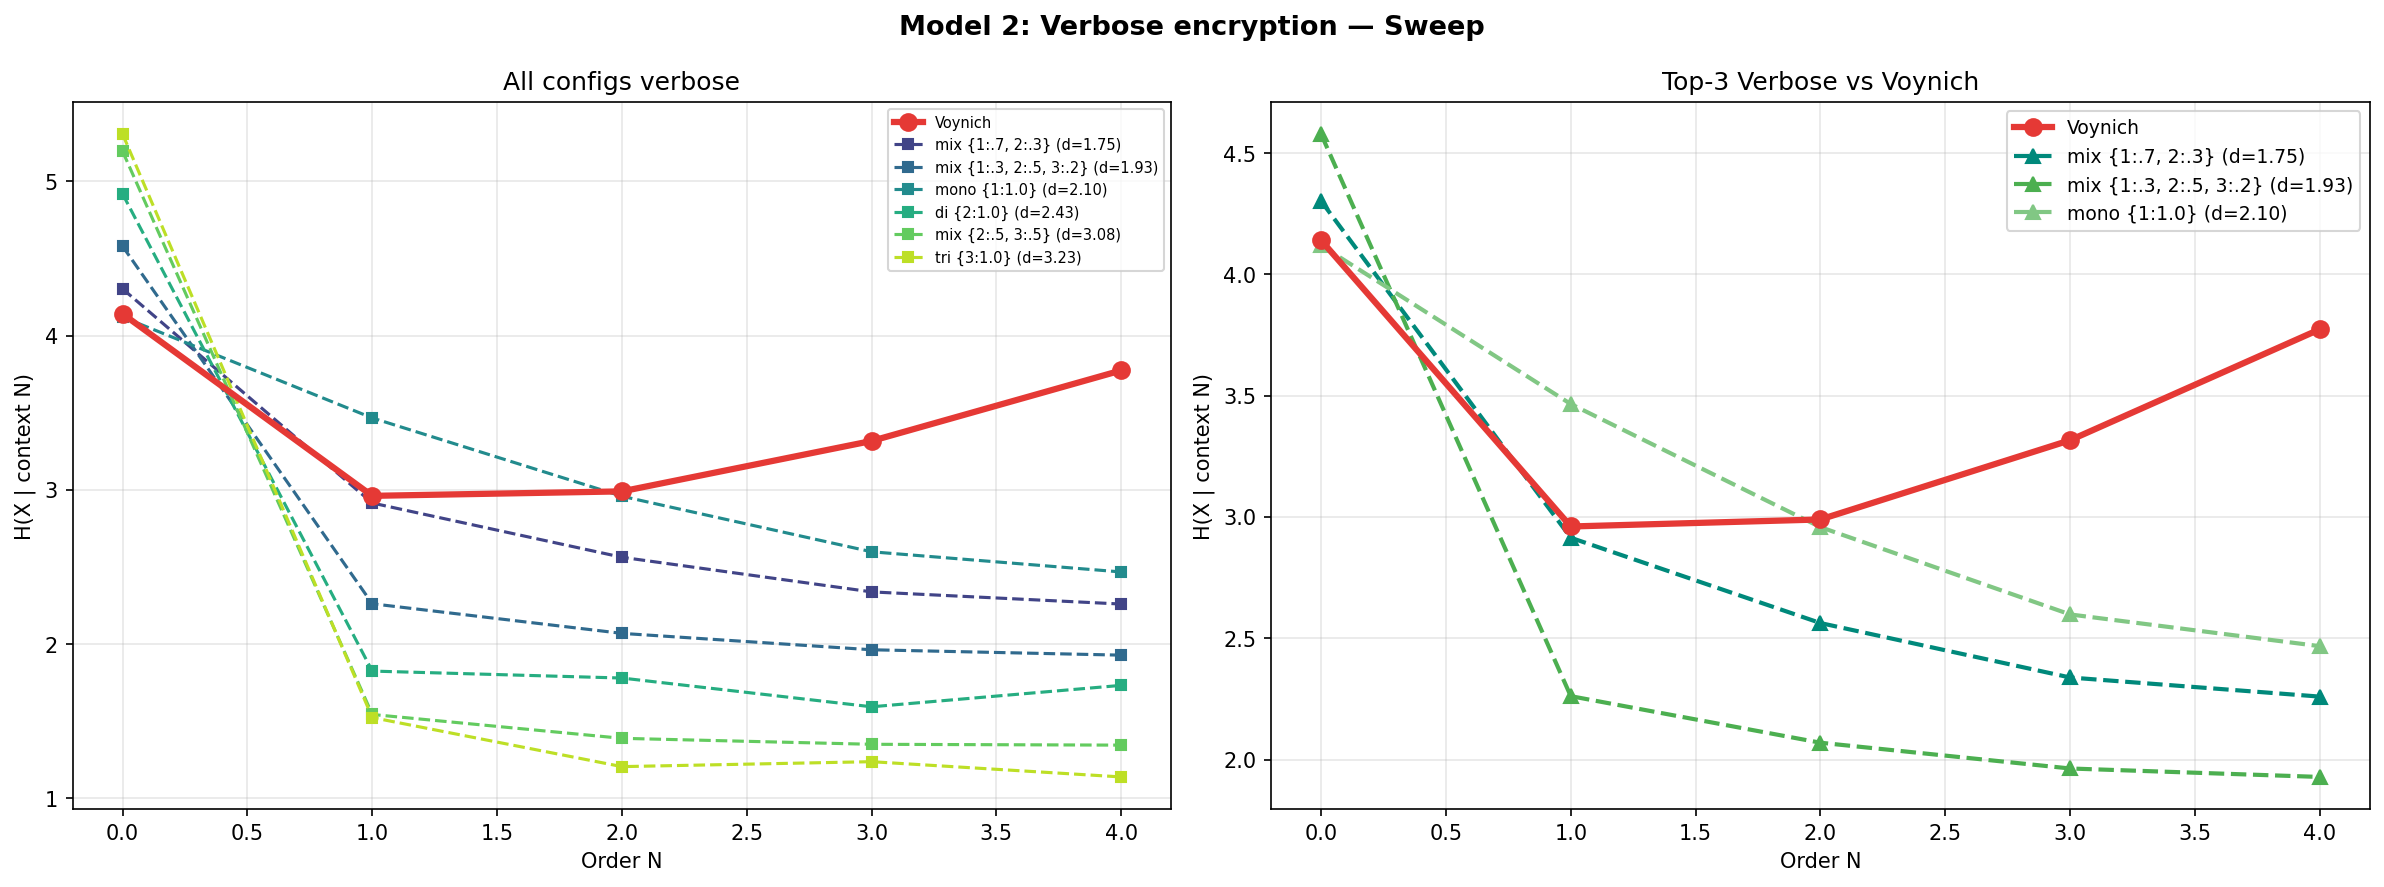 Model 2: Verbose encryption — Sweep
All configs verbose
H(X | context N)
5
4
3
2
1
Voynich
mix {1:.7, 2:.3} (d=1.75)
mix {1:.3, 2:.5, 3:.2} (d=1.93)
mono {1:1.0} (d=2.10)
di {2:1.0} (d=2.43)
mix {2:.5, 3:.5} (d=3.08)
tri {3:1.0} (d=3.23)
0.0 0.5 1.0 1.5 2.0 2.5 3.0 3.5 4.0
Order N
Top-3 Verbose vs Voynich
H(X | context N)
4.5
4.0
3.5
3.0
2.5
2.0
Voynich
mix {1:.7, 2:.3} (d=1.75)
mix {1:.3, 2:.5, 3:.2} (d=1.93)
mono {1:1.0} (d=2.10)
0.0 0.5 1.0 1.5 2.0 2.5 3.0 3.5 4.0
Order N